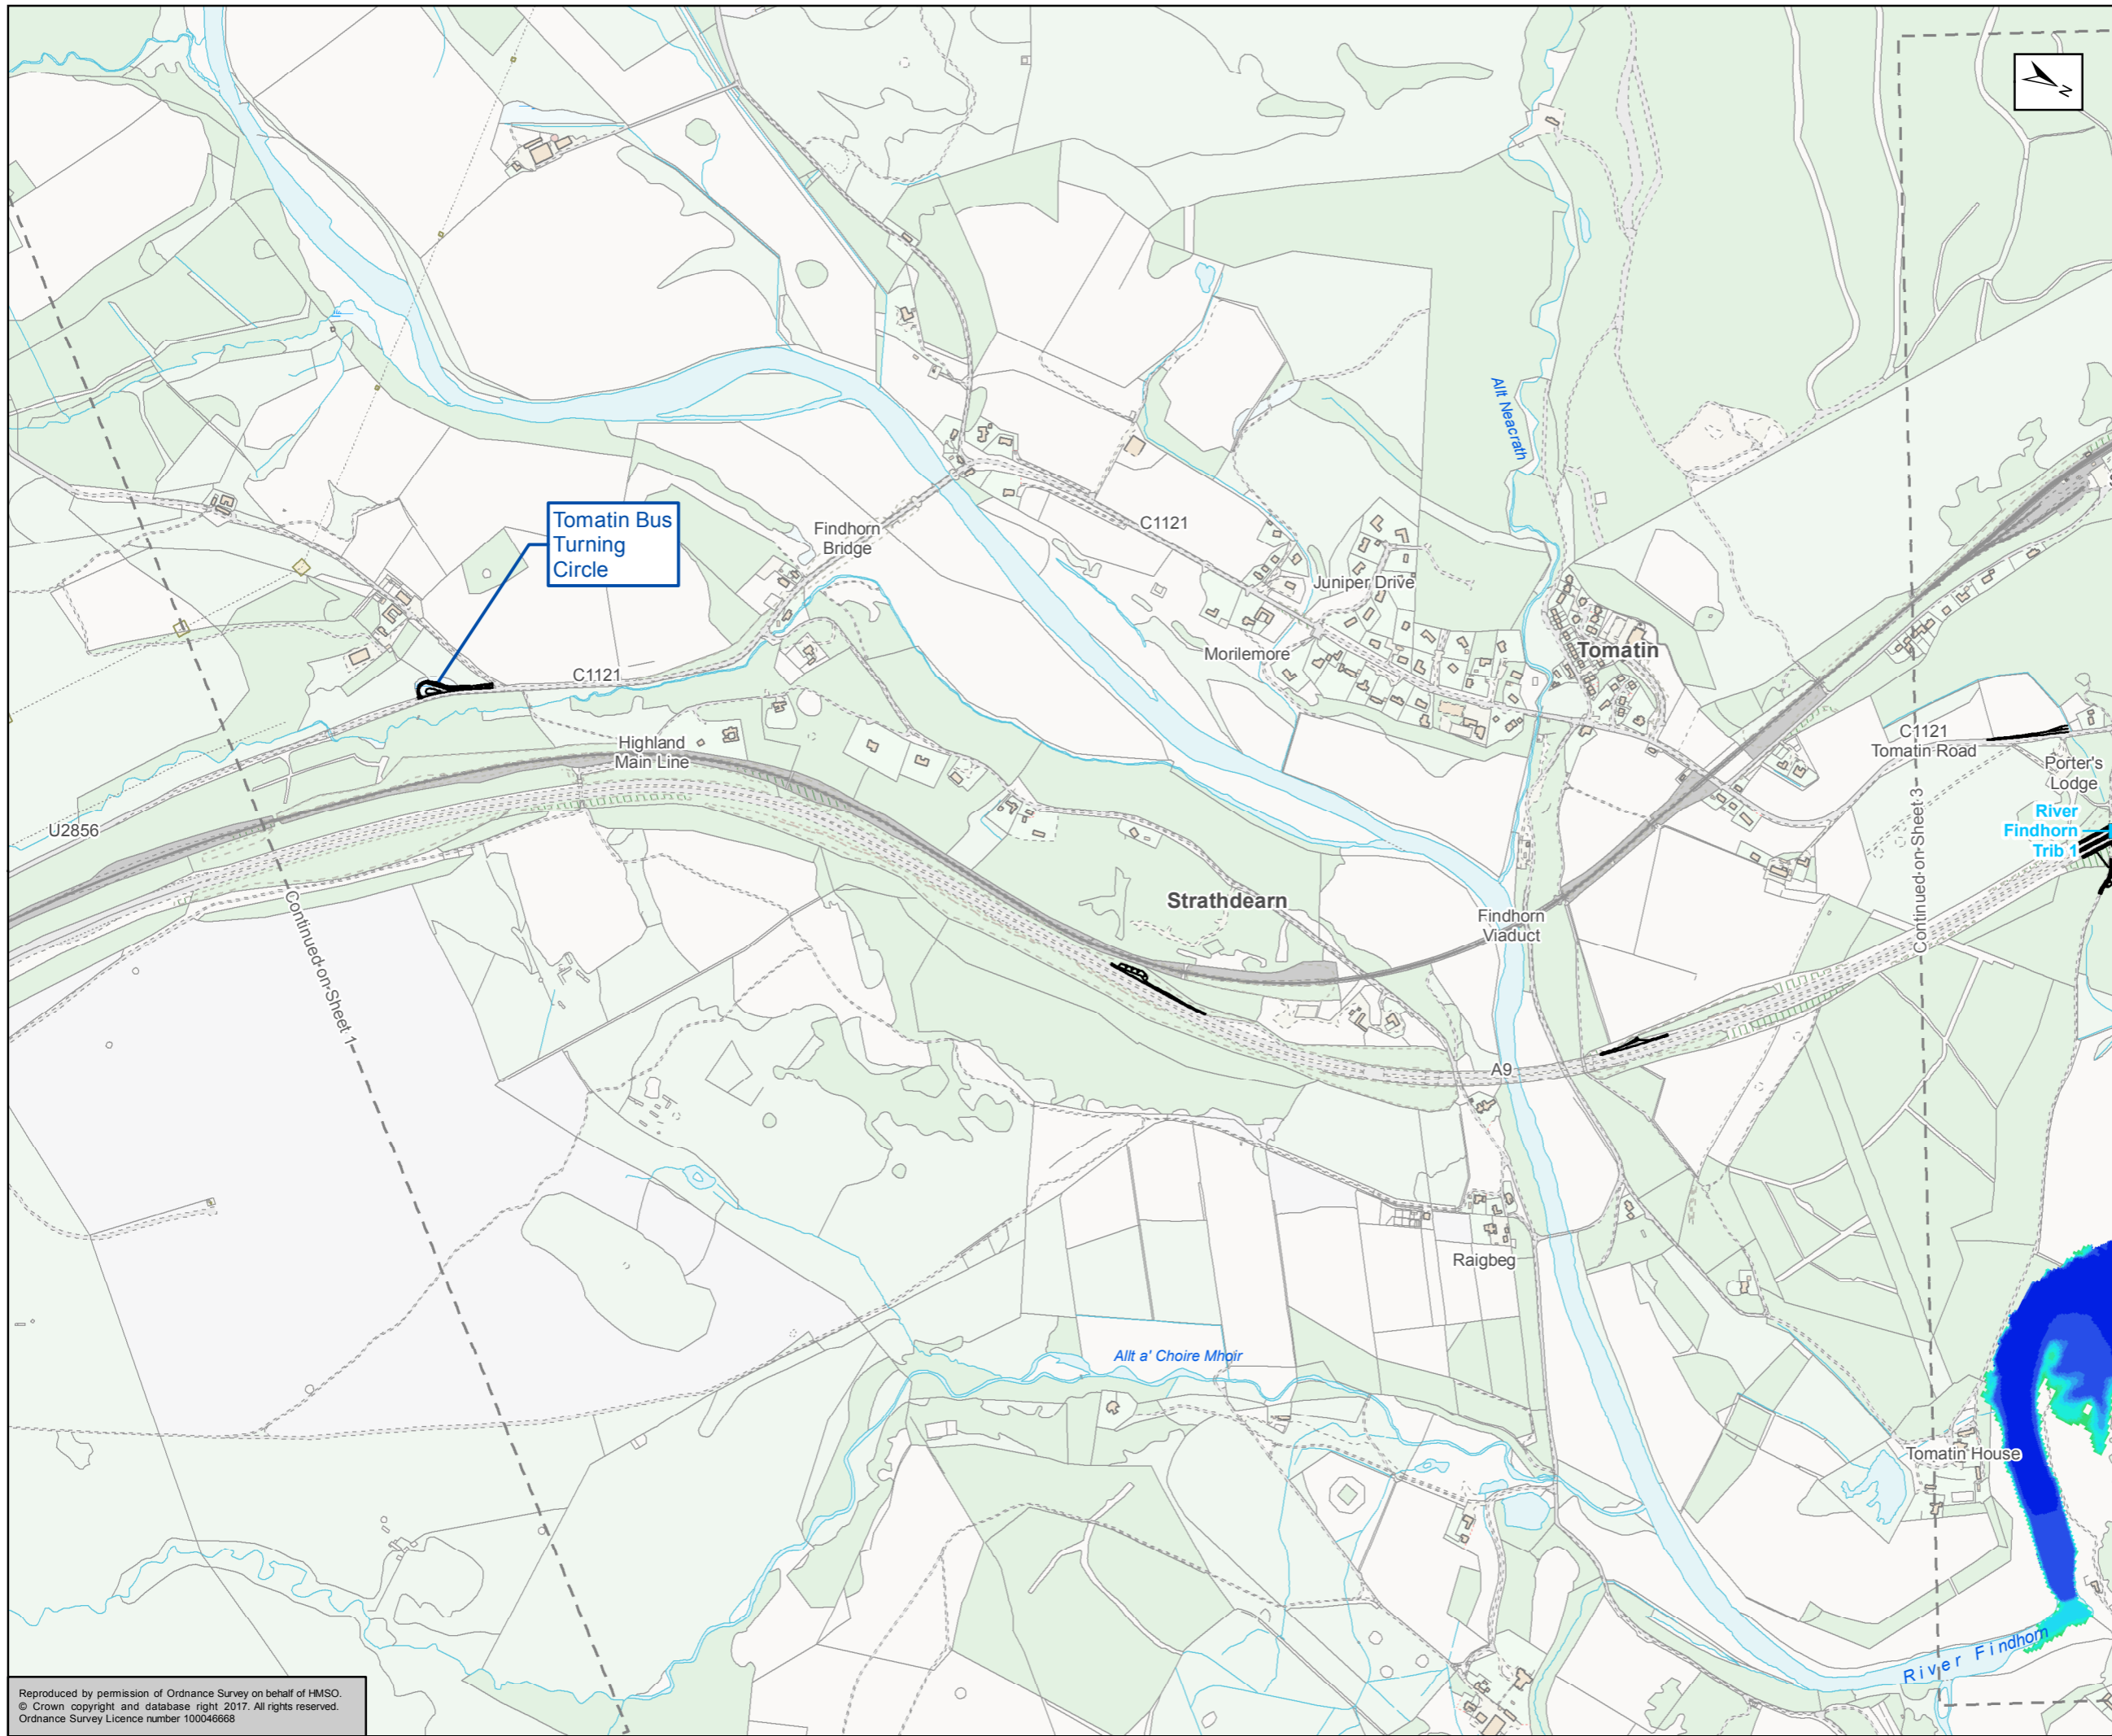 N
Allt Neacrath
Tomatin Bus
Turning
Circle
Findhorn
Bridge
C1121
Juniper Drive
Morilemore
Tomatin
C1121
Highland
Main Line
C1121
Tomatin Road
Porter's
Lodge
River
Findhorn
Trib 1
U2856
Continued on Sheet 1
Continued on Sheet 3
Strathdearn
Findhorn
Viaduct
A9
Raigbeg
Allt a' Choire Mhoir
Tomatin House
River Findhorn
Reproduced by permission of Ordnance Survey on behalf of HMSO.
© Crown copyright and database right 2017. All rights reserved.
Ordnance Survey Licence number 100046668